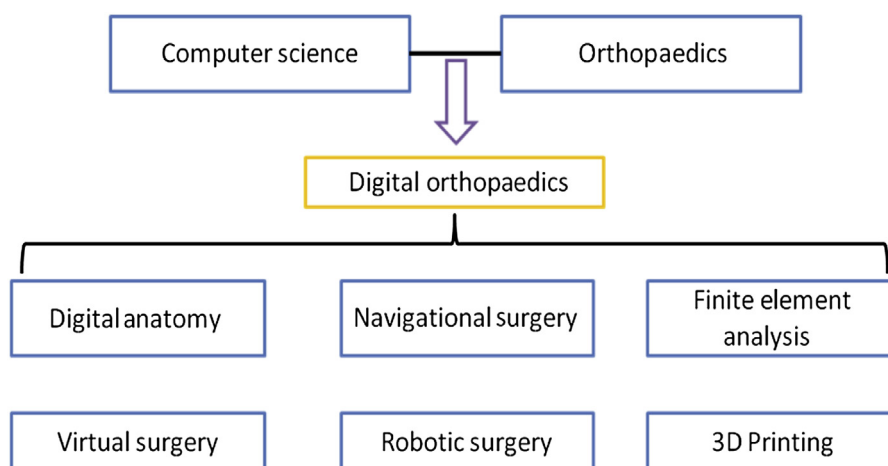 Computer science
Orthopaedics
Digital orthopaedics
Digital anatomy
Navigational surgery
Finite element
analysis
Virtual surgery
Robotic surgery
3D Printing